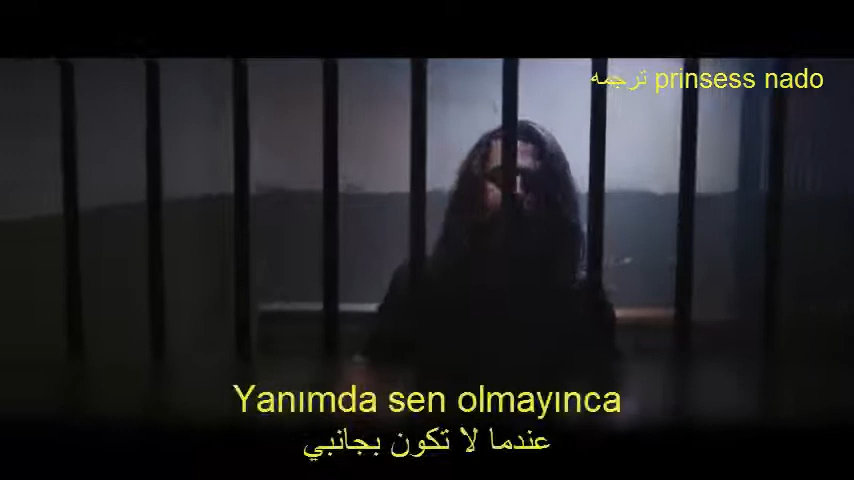 ترجمه prinsess nado
Yanımda sen olmayınca
عندما لا تكون بجانبي